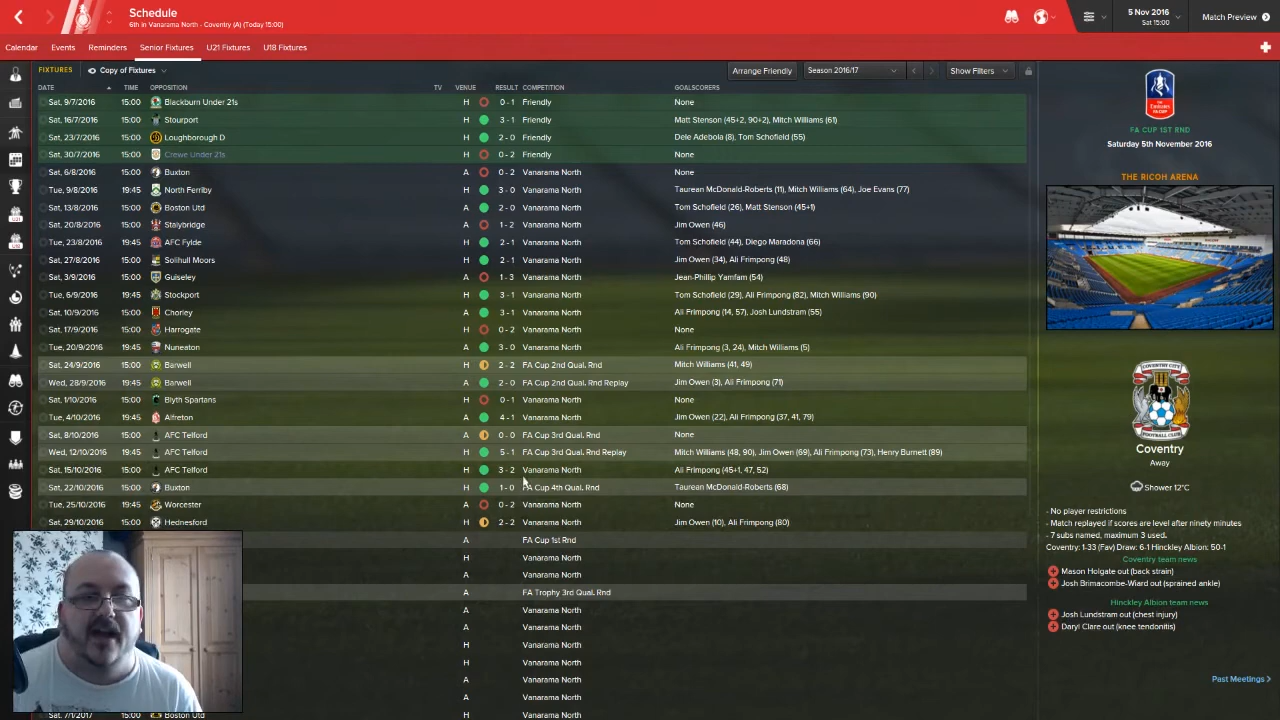 Schedule
6th in Vanarama North - Coventry (A) (Today 15:00)
5 Nov 2016
Sat 15:00
Match Preview
Calendar Events Reminders Senior Fixtures U21 Fixtures U18 Fixtures
FIXTURES Copy of Fixtures Arrange Friendly Season 2016/17 Show Filters
DATE TIME OPPOSITION TV VENUE RESULT COMPETITION GOALSCORERS
Sat, 9/7/2016 15:00 Blackburn Under 21s H 0 - 1 Friendly None
Sat, 16/7/2016 15:00 Stourport H 3 - 1 Friendly Matt Stenson (45+2, 90+2), Mitch Williams (61)
Sat, 23/7/2016 15:00 Loughborough D H 2 - 0 Friendly Dele Adebola (8), Tom Schofield (55)
Sat, 30/7/2016 15:00 Crewe Under 21s H 0 - 2 Friendly None
Sat, 6/8/2016 15:00 Buxton A 0 - 2 Vanarama North None
Tue, 9/8/2016 19:45 North Ferriby H 3 - 0 Vanarama North Taurean McDonald-Roberts (11), Mitch Williams (64), Joe Evans (77)
Sat, 13/8/2016 15:00 Boston Utd A 2 - 0 Vanarama North Tom Schofield (26), Matt Stenson (45+1)
Sat, 20/8/2016 15:00 Stalybridge A 1 - 2 Vanarama North Jim Owen (46)
Tue, 23/8/2016 19:45 AFC Fylde H 2 - 1 Vanarama North Tom Schofield (44), Diego Maradona (66)
Sat, 27/8/2016 15:00 Solihull Moors H 2 - 1 Vanarama North Jim Owen (34), Ali Frimpong (48)
Sat, 3/9/2016 15:00 Guiseley A 1 - 3 Vanarama North Jean-Phillip Yamfam (54)
Tue, 6/9/2016 19:45 Stockport H 3 - 1 Vanarama North Tom Schofield (29), Ali Frimpong (82), Mitch Williams (90)
Sat, 10/9/2016 15:00 Chorley A 3 - 1 Vanarama North Ali Frimpong (14, 57), Josh Lundstram (55)
Sat, 17/9/2016 15:00 Harrogate H 0 - 2 Vanarama North None
Tue, 20/9/2016 19:45 Nuneaton A 3 - 0 Vanarama North Ali Frimpong (3, 24), Mitch Williams (5)
Sat, 24/9/2016 15:00 Barwell H 2 - 2 FA Cup 2nd Qual. Rnd Mitch Williams (41, 49)
Wed, 28/9/2016 19:45 Barwell A 2 - 0 FA Cup 2nd Qual. Rnd Replay Jim Owen (3), Ali Frimpong (71)
Sat, 1/10/2016 15:00 Blyth Spartans H 0 - 1 Vanarama North None
Tue, 4/10/2016 19:45 Alfreton A 4 - 1 Vanarama North Jim Owen (22), Ali Frimpong (37, 41, 79)
Sat, 8/10/2016 15:00 AFC Telford A 0 - 0 FA Cup 3rd Qual. Rnd None
Wed, 12/10/2016 19:45 AFC Telford H 5 - 1 FA Cup 3rd Qual. Rnd Replay Mitch Williams (48, 90), Jim Owen (69), Ali Frimpong (73), Henry Burnett (89)
Sat, 15/10/2016 15:00 AFC Telford H 3 - 2 Vanarama North Ali Frimpong (45+1, 47, 52)
Sat, 22/10/2016 15:00 Buxton H 1 - 0 FA Cup 4th Qual. Rnd Taurean McDonald-Roberts (68)
Tue, 25/10/2016 19:45 Worcester A 0 - 2 Vanarama North None
Sat, 29/10/2016 15:00 Hednesford H 2 - 2 Vanarama North Jim Owen (10), Ali Frimpong (80)
A FA Cup 1st Rnd
H Vanarama North
A Vanarama North
A FA Trophy 3rd Qual. Rnd
A Vanarama North
A Vanarama North
H Vanarama North
H Vanarama North
A Vanarama North
A Vanarama North
Sat, 7/1/2017 15:00 Boston Utd H Vanarama North
FA CUP 1ST RND
Saturday 5th November 2016
THE RICOH ARENA
COVENTRY CITY
FOOTBALL CLUB
Coventry
Away
Shower 12°C
- No player restrictions
- Match replayed if scores are level after ninety minutes
- 7 subs named, maximum 3 used.
Coventry: 1-33 (Fav) Draw: 6-1 Hinckley Albion: 50-1
Coventry team news
Mason Holgate out (back strain)
Josh Brimacombe-Wiard out (sprained ankle)
Hinckley Albion team news
Josh Lundstram out (chest injury)
Daryl Clare out (knee tendonitis)
Past Meetings